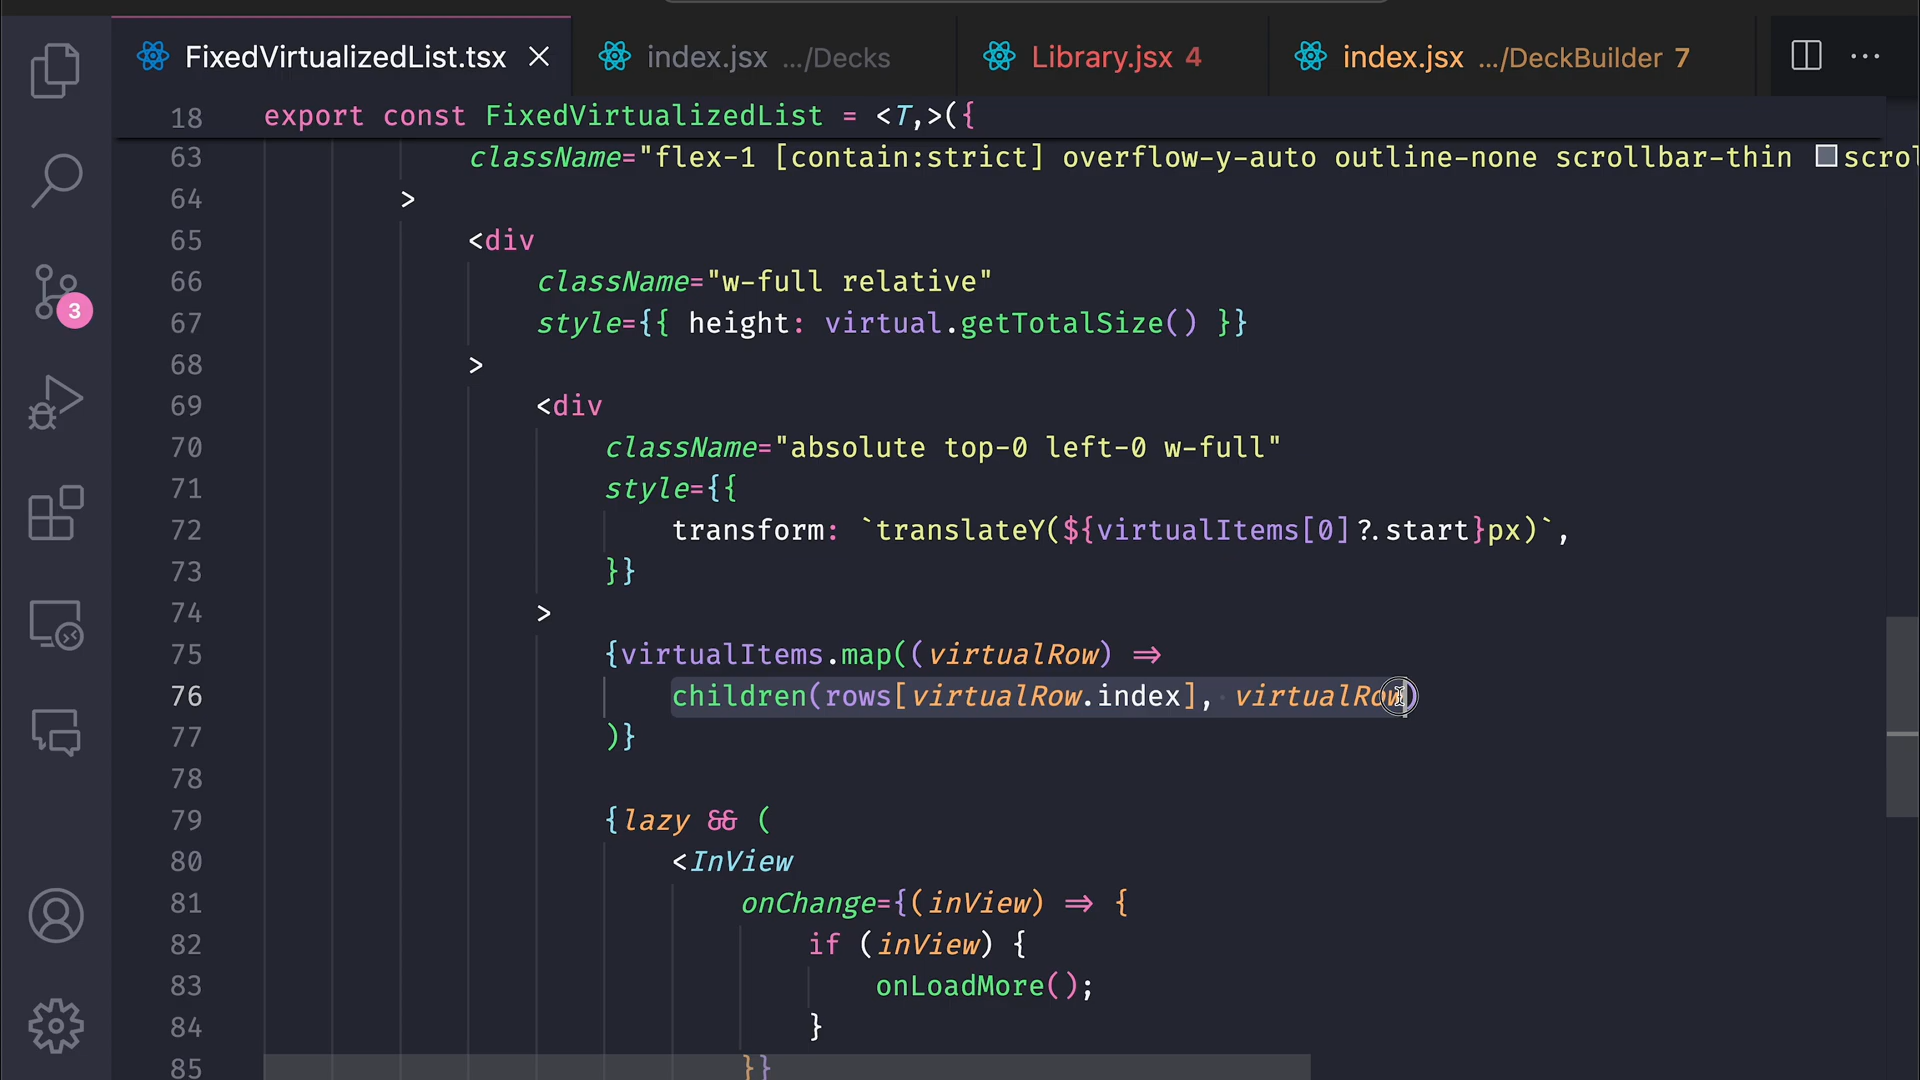 FixedVirtualizedList.tsx
index.jsx .../Decks
Library.jsx 4
index.jsx .../DeckBuilder 7
18 export const FixedVirtualizedList = <T,>({
63 className="flex-1 [contain:strict] overflow-y-auto outline-none scrollbar-thin scrol
64 >
65 <div
66 className="w-full relative"
67 style={{ height: virtual.getTotalSize() }}
68 >
69 <div
70 className="absolute top-0 left-0 w-full"
71 style={{
72 transform: `translateY(${virtualItems[0]?.start}px)`,
73 }}
74 >
75 {virtualItems.map((virtualRow) =>
76 children(rows[virtualRow.index], virtualRow)
77 )}
78
79 {lazy && (
80 <InView
81 onChange={(inView) => {
82 if (inView) {
83 onLoadMore();
84 }
85 }}
3